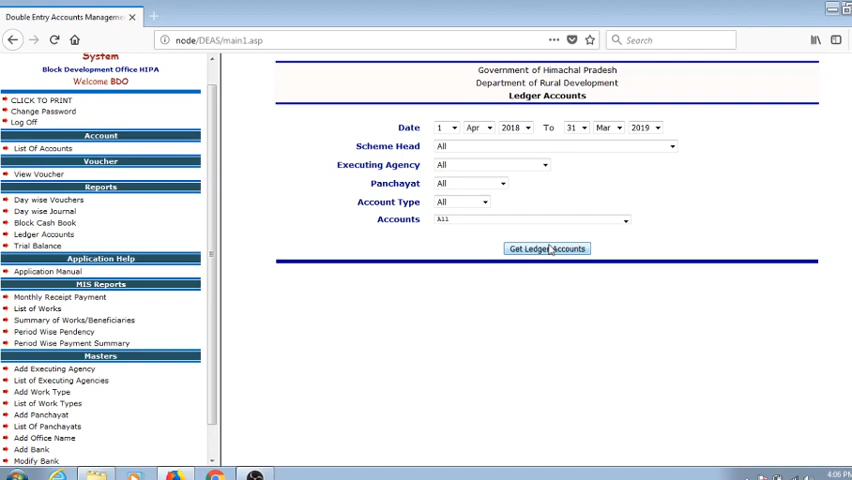 Double Entry Accounts Managemen
node/DEAS/main1.asp
Search
System
Block Development Office HIPA
Welcome BDO
CLICK TO PRINT
Change Password
Log Off
Account
List Of Accounts
Voucher
View Voucher
Reports
Day wise Vouchers
Day wise Journal
Block Cash Book
Ledger Accounts
Trial Balance
Application Help
Application Manual
MIS Reports
Monthly Receipt Payment
List of Works
Summary of Works/Beneficiaries
Period Wise Pendency
Period Wise Payment Summary
Masters
Add Executing Agency
List of Executing Agencies
Add Work Type
List of Work Types
Add Panchayat
List Of Panchayats
Add Office Name
Add Bank
Modify Bank
Government of Himachal Pradesh
Department of Rural Development
Ledger Accounts
Date 1 Apr 2018 To 31 Mar 2019
Scheme Head All
Executing Agency All
Panchayat All
Account Type All
Accounts All
Get Ledger Accounts
4:06 PM